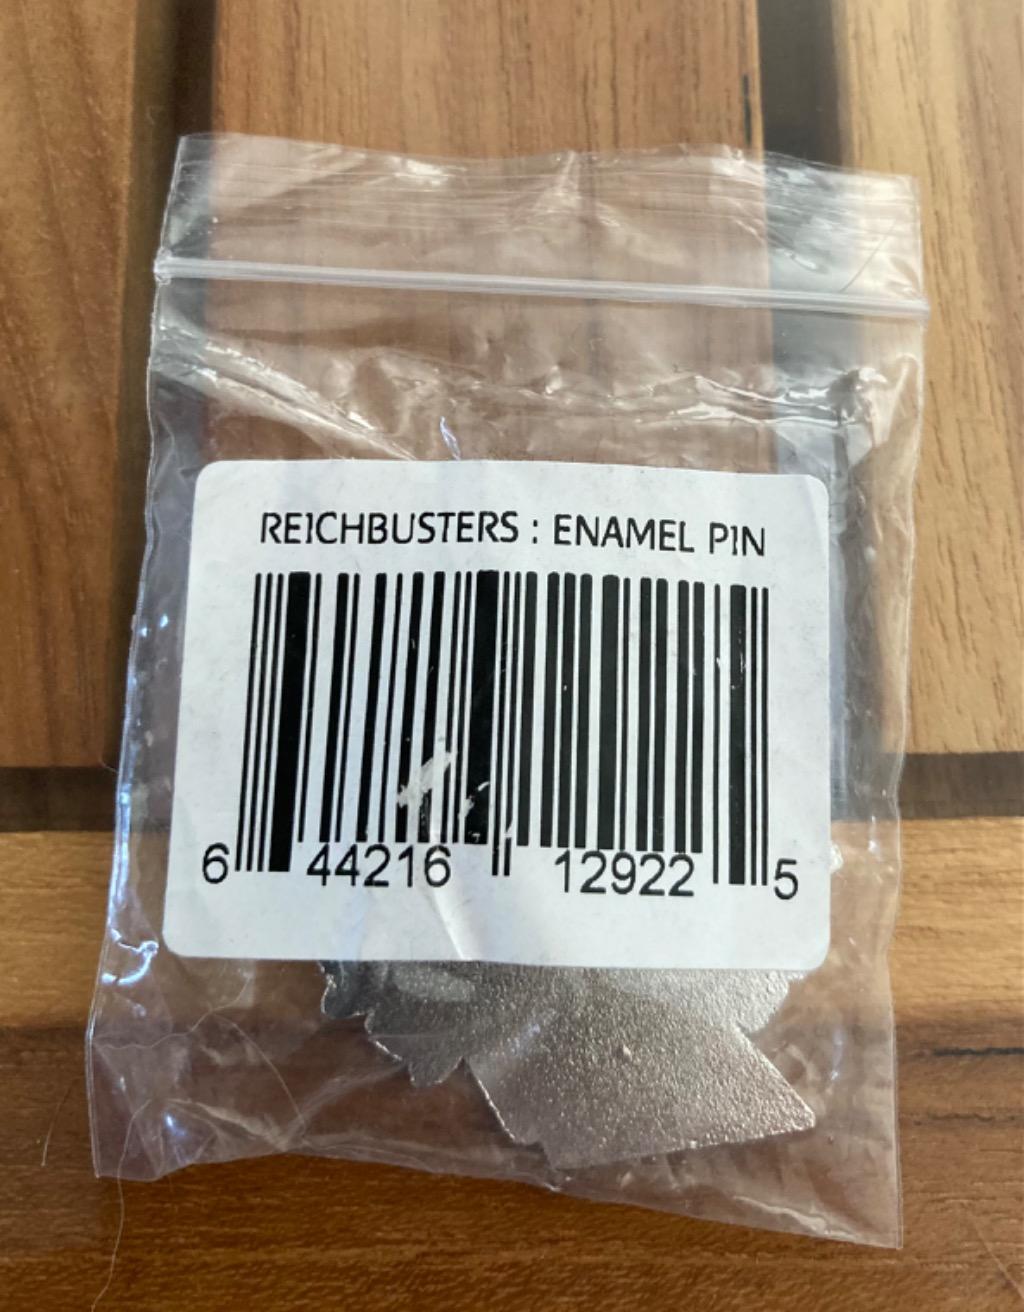 REICHBUSTERS : ENAMEL PIN
6 44216 12922 5